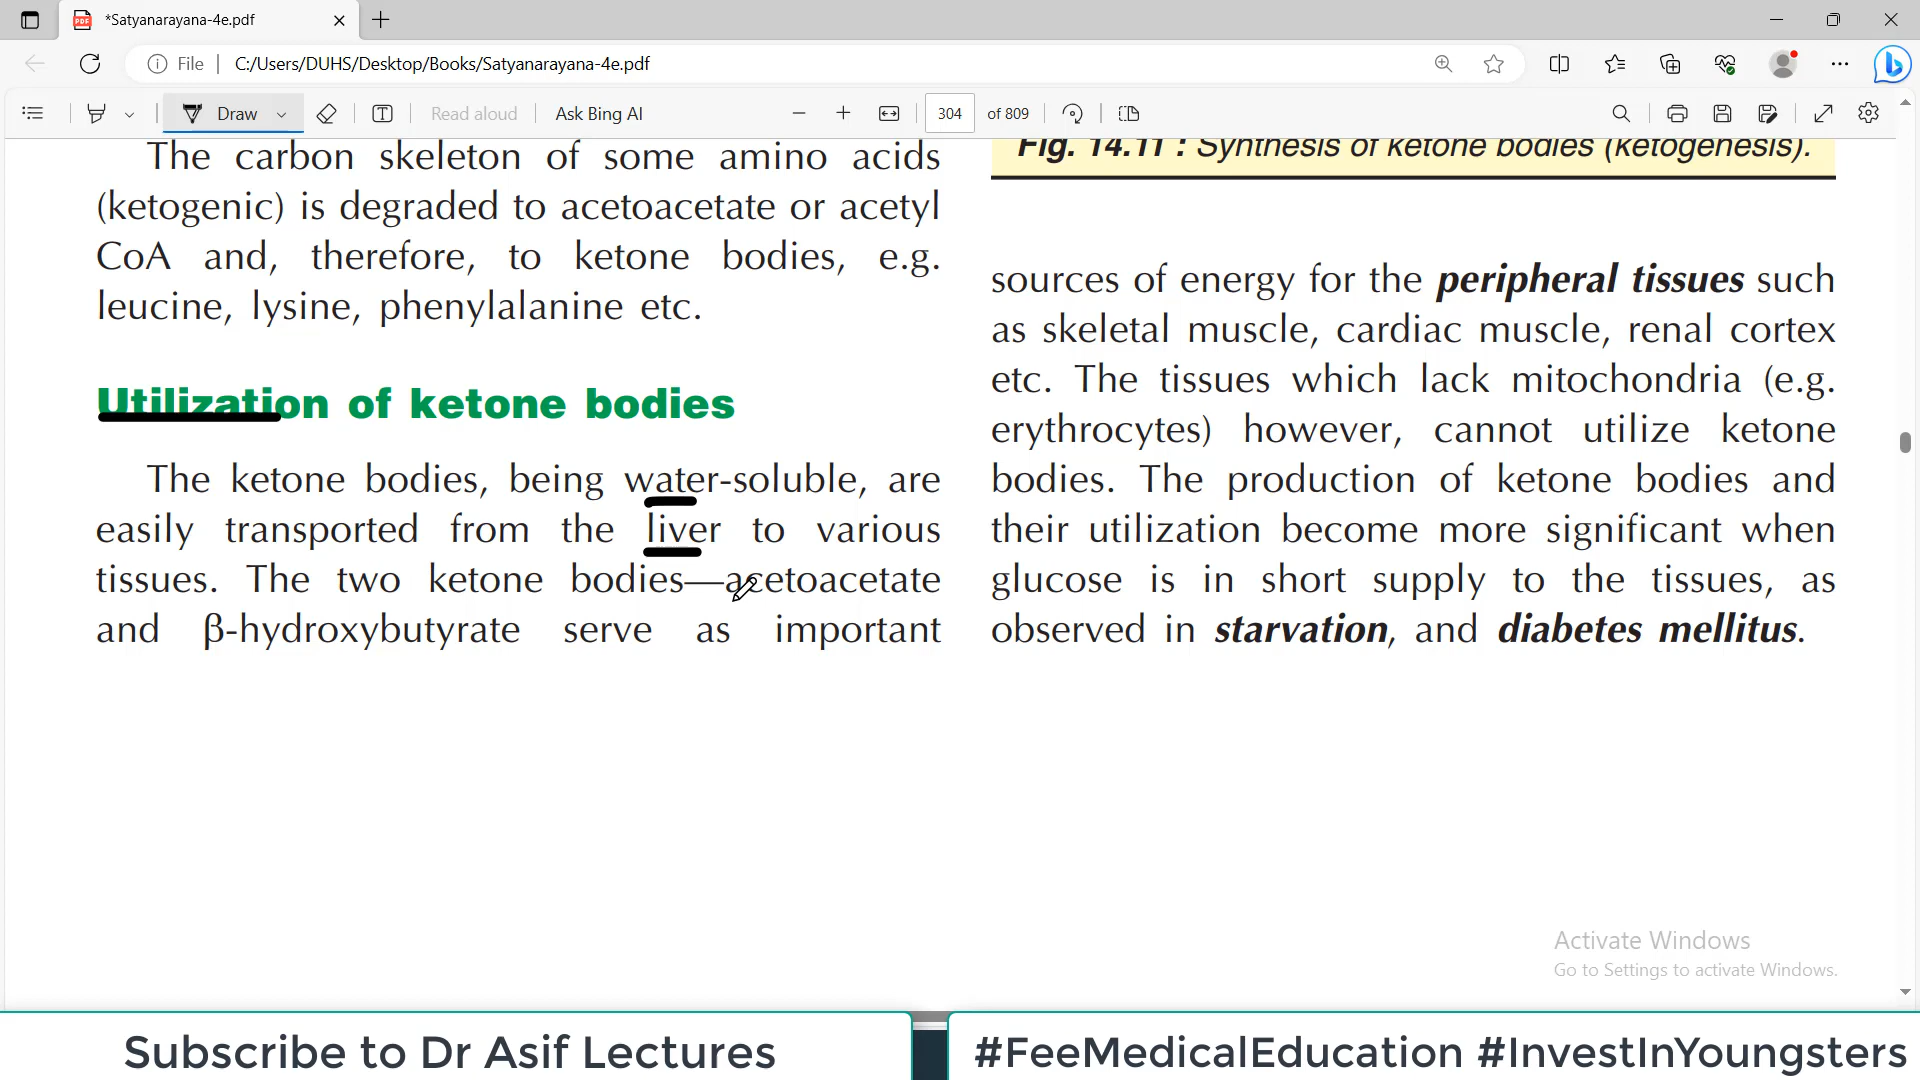 *Satyanarayana-4e.pdf
File
C:/Users/DUHS/Desktop/Books/Satyanarayana-4e.pdf
Draw
Read aloud
Ask Bing AI
304
of 809
The carbon skeleton of some amino acids
(ketogenic) is degraded to acetoacetate or acetyl
CoA and, therefore, to ketone bodies, e.g.
leucine, lysine, phenylalanine etc.
Utilization of ketone bodies
The ketone bodies, being water-soluble, are
easily transported from the liver to various
tissues. The two ketone bodies—acetoacetate
and β-hydroxybutyrate serve as important
Fig. 14.11 : Synthesis of ketone bodies (ketogenesis).
sources of energy for the peripheral tissues such
as skeletal muscle, cardiac muscle, renal cortex
etc. The tissues which lack mitochondria (e.g.
erythrocytes) however, cannot utilize ketone
bodies. The production of ketone bodies and
their utilization become more significant when
glucose is in short supply to the tissues, as
observed in starvation, and diabetes mellitus.
Activate Windows
Go to Settings to activate Windows.
Subscribe to Dr Asif Lectures
#FeeMedicalEducation #InvestInYoungsters